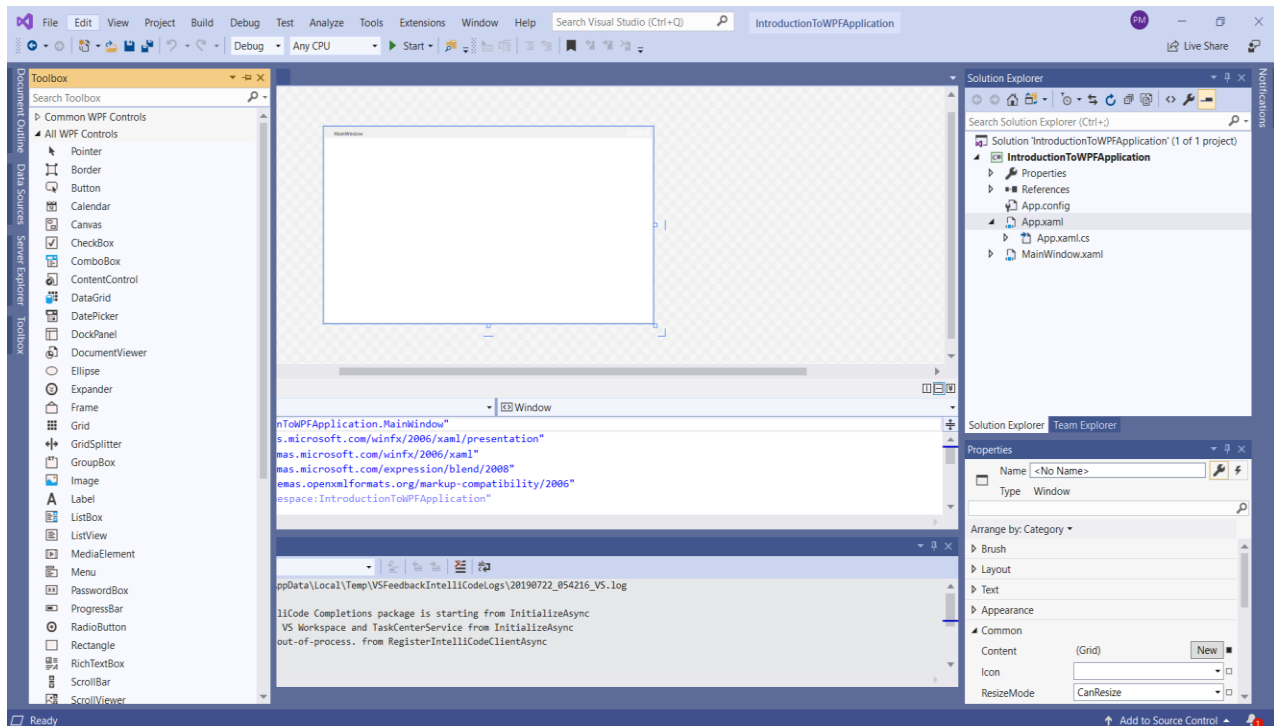 File Edit View Project Build Debug Test Analyze Tools Extensions Window Help Search Visual Studio (Ctrl+Q) IntroductionToWPFApplication PM
Debug Any CPU Start Live Share
Document Outline
Data Sources
Server Explorer
Toolbox
Toolbox
Search Toolbox
Common WPF Controls
All WPF Controls
Pointer
Border
Button
Calendar
Canvas
CheckBox
ComboBox
ContentControl
DataGrid
DatePicker
DockPanel
DocumentViewer
Ellipse
Expander
Frame
Grid
GridSplitter
GroupBox
Image
Label
ListBox
ListView
MediaElement
Menu
PasswordBox
ProgressBar
RadioButton
Rectangle
RichTextBox
ScrollBar
ScrollViewer
MainWindow
Window
nToWPFApplication.MainWindow"
s.microsoft.com/winfx/2006/xaml/presentation"
mas.microsoft.com/winfx/2006/xaml"
mas.microsoft.com/expression/blend/2008"
emas.openxmlformats.org/markup-compatibility/2006"
espace:IntroductionToWPFApplication"
ppData\Local\Temp\VSFeedbackIntelliCodeLogs\20190722_054216_VS.log
liCode Completions package is starting from InitializeAsync
VS Workspace and TaskCenterService from InitializeAsync
out-of-process. from RegisterIntelliCodeClientAsync
Solution Explorer
Search Solution Explorer (Ctrl+;)
Solution 'IntroductionToWPFApplication' (1 of 1 project)
IntroductionToWPFApplication
Properties
References
App.config
App.xaml
App.xaml.cs
MainWindow.xaml
Solution Explorer Team Explorer
Properties
Name <No Name>
Type Window
Arrange by: Category
Brush
Layout
Text
Appearance
Common
Content (Grid) New
Icon
ResizeMode CanResize
Notifications
Ready Add to Source Control 1